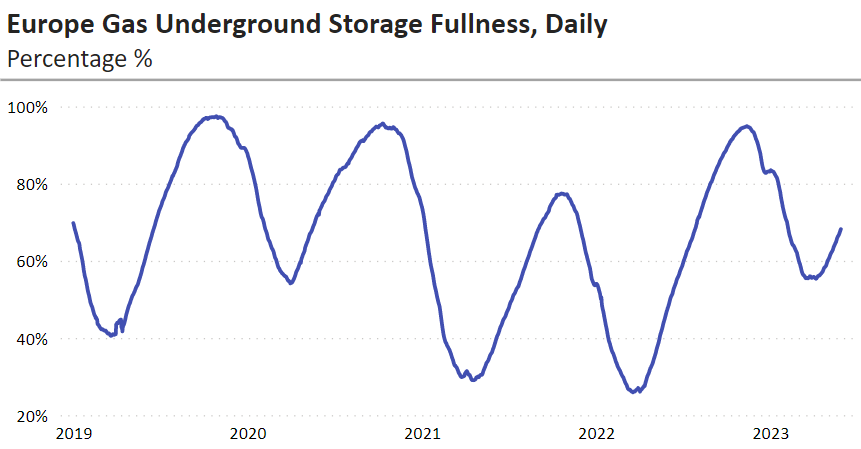 Europe Gas Underground Storage Fullness, Daily
Percentage %
100%
80%
60%
40%
20%
2019 2020 2021 2022 2023